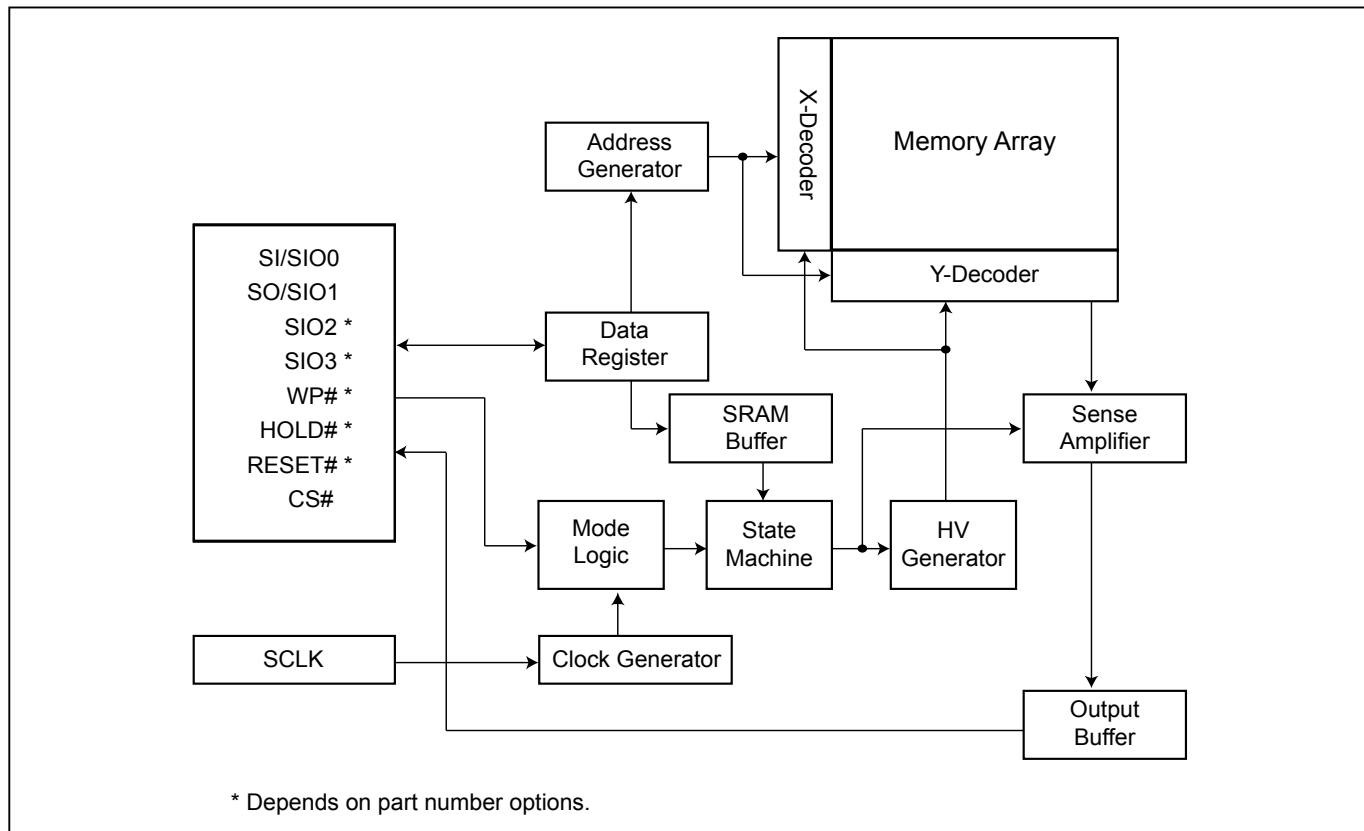 X-Decoder
Memory Array
Address
Generator
Y-Decoder
SI/SIO0
SO/SIO1
SIO2 *
SIO3 *
WP# *
HOLD# *
RESET# *
CS#
Data
Register
SRAM
Buffer
Sense
Amplifier
Mode
Logic
State
Machine
HV
Generator
SCLK
Clock Generator
Output
Buffer
* Depends on part number options.